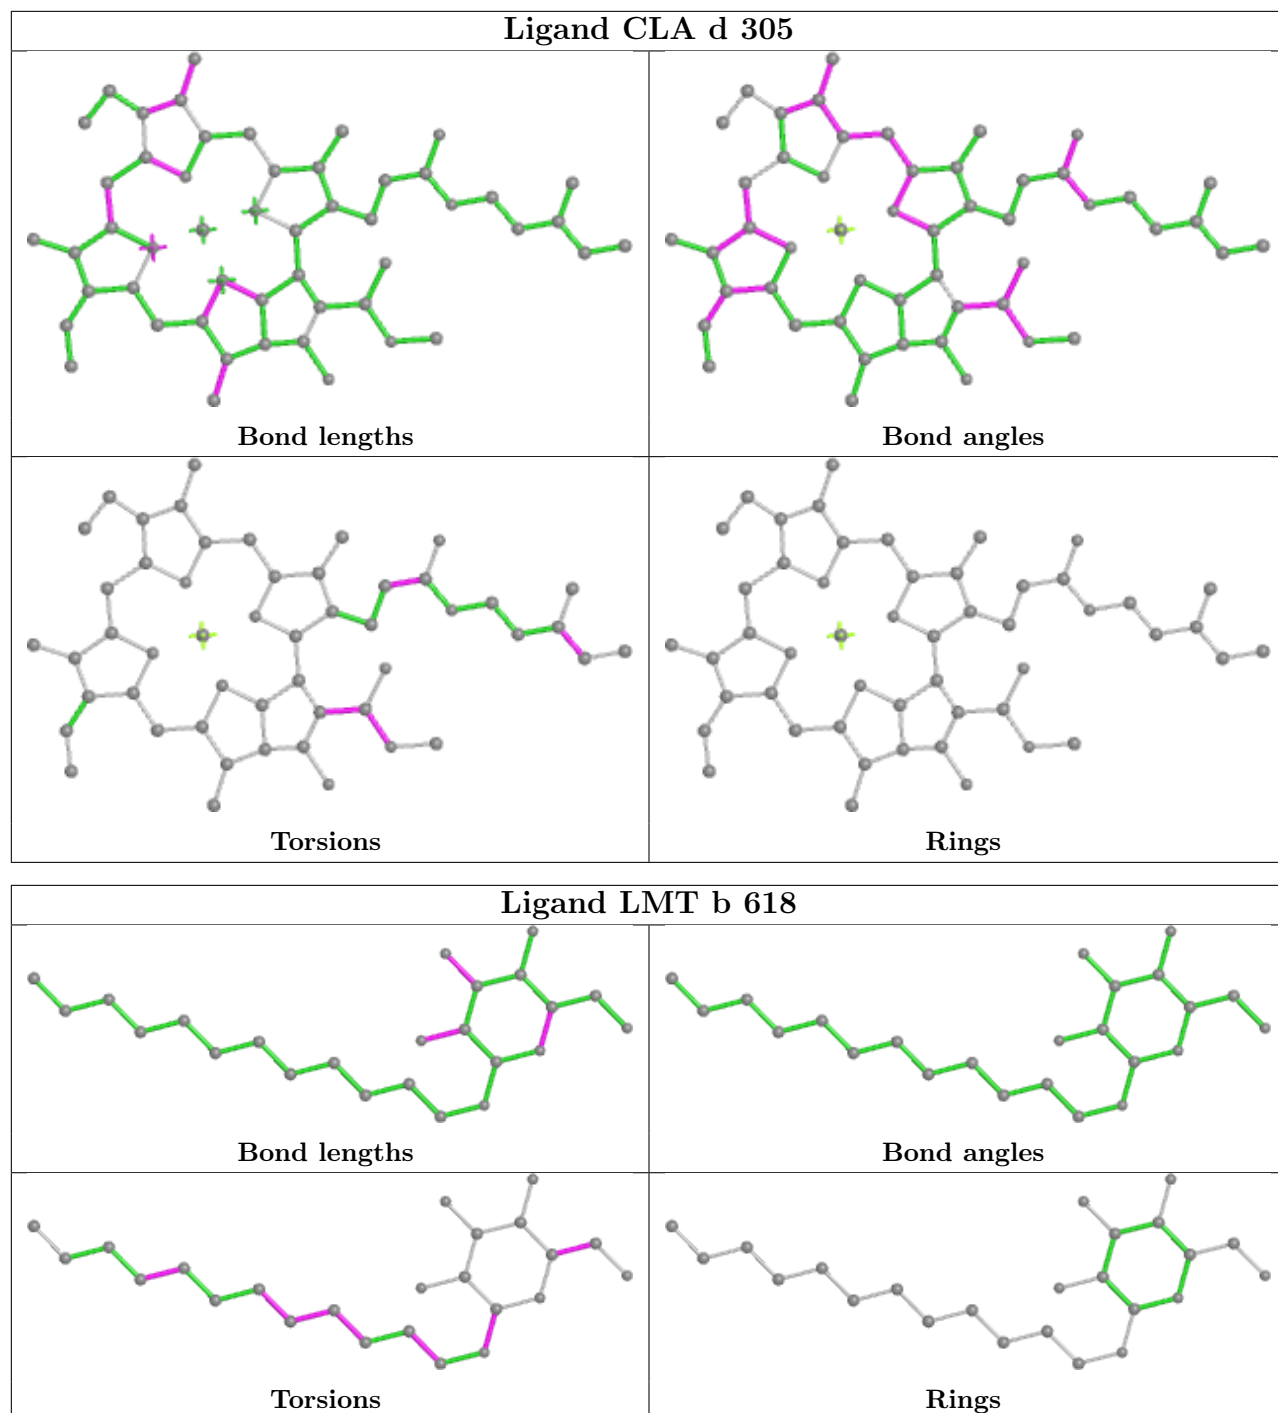 Ligand CLA d 305
Bond lengths
Bond angles
Torsions
Rings
Ligand LMT b 618
Bond lengths
Bond angles
Torsions
Rings